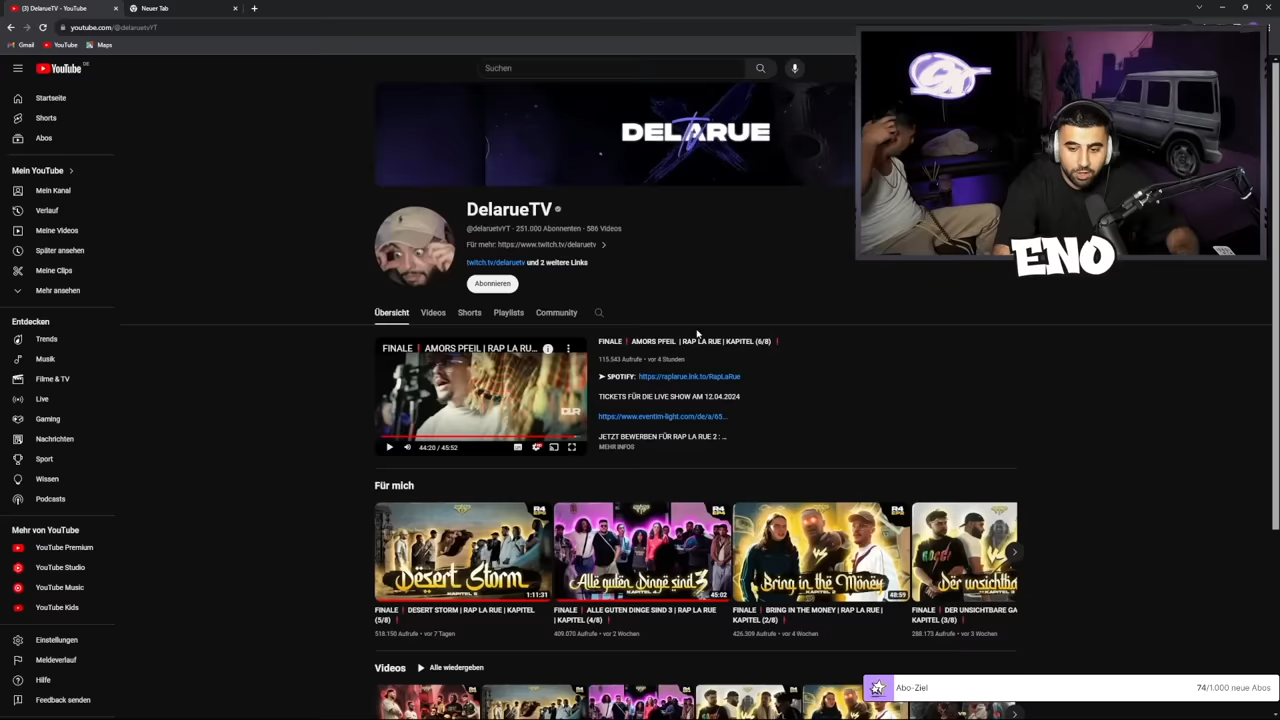 (3) DelarueTV - YouTube
Neuer Tab
youtube.com/@delaruetvYT
Gmail
YouTube
Maps
YouTube DE
Suchen
Startseite
Shorts
Abos
Mein YouTube
Mein Kanal
Verlauf
Meine Videos
Später ansehen
Meine Clips
Mehr ansehen
Entdecken
Trends
Musik
Filme & TV
Live
Gaming
Nachrichten
Sport
Wissen
Podcasts
Mehr von YouTube
YouTube Premium
YouTube Studio
YouTube Music
YouTube Kids
Einstellungen
Meldeverlauf
Hilfe
Feedback senden
DELARUE
DelarueTV
@delaruetvYT · 251.000 Abonnenten · 586 Videos
Für mehr: https://www.twitch.tv/delaruetv
twitch.tv/delaruetv und 2 weitere Links
Abonnieren
Übersicht
Videos
Shorts
Playlists
Community
FINALE❗AMORS PFEIL | RAP LA RU...
DLR
44:20 / 45:52
FINALE❗AMORS PFEIL | RAP LA RUE | KAPITEL (6/8) ❗
115.543 Aufrufe · vor 4 Stunden
➤ SPOTIFY: https://raplarue.lnk.to/RapLaRue
TICKETS FÜR DIE LIVE SHOW AM 12.04.2024
https://www.eventim-light.com/de/a/65...
JETZT BEWERBEN FÜR RAP LA RUE 2 : ...
MEHR INFOS
Für mich
Desert Storm
KAPITEL 5
1:11:31
FINALE❗DESERT STORM | RAP LA RUE | KAPITEL
(5/8) ❗
518.150 Aufrufe · vor 7 Tagen
Alle guten Dinge sind 3
KAPITEL 4
45:02
FINALE❗ALLE GUTEN DINGE SIND 3 | RAP LA RUE
| KAPITEL (4/8) ❗
409.070 Aufrufe · vor 2 Wochen
VS
Bring in the Money
KAPITEL 2
48:59
FINALE❗BRING IN THE MONEY | RAP LA RUE |
KAPITEL (2/8) ❗
426.309 Aufrufe · vor 4 Wochen
VS
Der unsichtba
FINALE❗DER UNSICHTBARE GA
KAPITEL (3/8) ❗
288.173 Aufrufe · vor 3 Wochen
Videos
Alle wiedergeben
ENO
Abo-Ziel
74/1.000 neue Abos